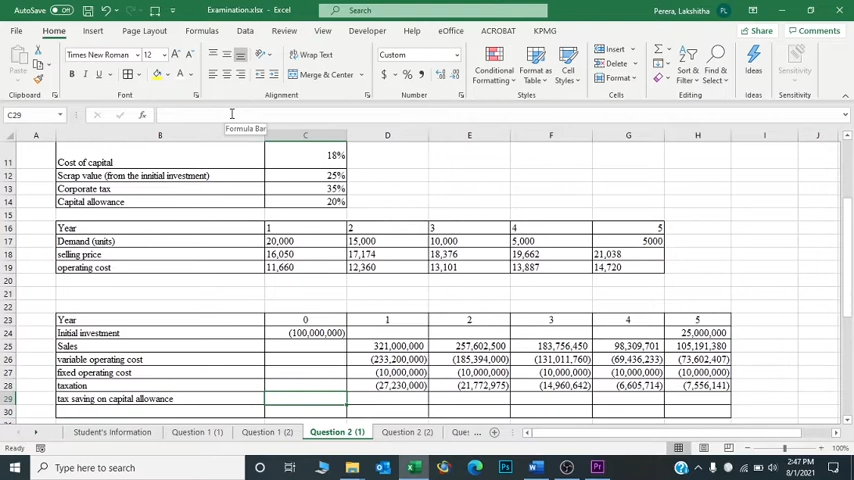 AutoSave Off Examination.xlsx - Excel Search Perera, Lakshitha PL
File Home Insert Page Layout Formulas Data Review View Developer Help eOffice ACROBAT KPMG Share Comments
Paste Times New Roman 12 A A Wrap Text Custom Conditional Formatting Format as Table Cell Styles Insert Sort & Filter Find & Select Ideas Sensitivity
B I U A Merge & Center $ % Delete Format
Clipboard Font Alignment Number Styles Cells Editing Ideas Sensitivity
C29 fx
Formula Bar
A B C D E F G H I J
11 Cost of capital 18%
12 Scrap value (from the innitial investment) 25%
13 Corporate tax 35%
14 Capital allowance 20%
15
16 Year 1 2 3 4 5
17 Demand (units) 20,000 15,000 10,000 5,000 5000
18 selling price 16,050 17,174 18,376 19,662 21,038
19 operating cost 11,660 12,360 13,101 13,887 14,720
20
21
22
23 Year 0 1 2 3 4 5
24 Initial investment (100,000,000) 25,000,000
25 Sales 321,000,000 257,602,500 183,756,450 98,309,701 105,191,380
26 variable operating cost (233,200,000) (185,394,000) (131,011,760) (69,436,233) (73,602,407)
27 fixed operating cost (10,000,000) (10,000,000) (10,000,000) (10,000,000) (10,000,000)
28 taxation (27,230,000) (21,772,975) (14,960,642) (6,605,714) (7,556,141)
29 tax saving on capital allowance
30
Student's Information Question 1 (1) Question 1 (2) Question 2 (1) Question 2 (2) Que: ...
Ready 100%
Type here to search 2:47 PM
8/1/2021